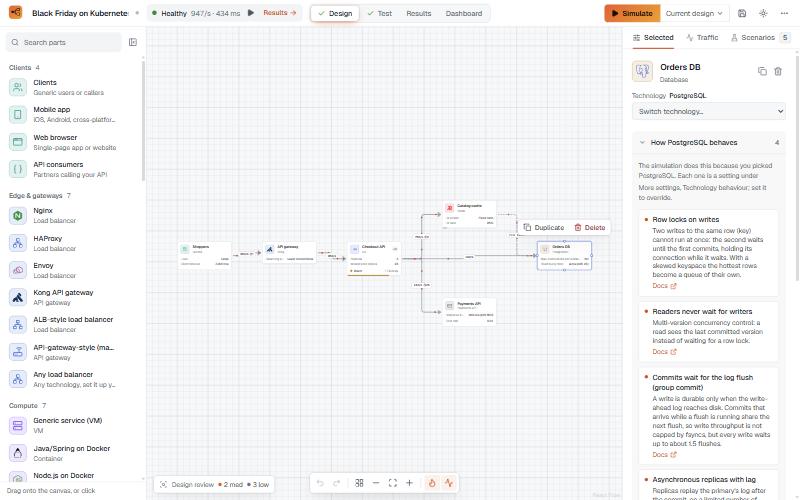 Black Friday on Kubernete
Healthy 947/s · 434 ms Results →
Design Test Results Dashboard
Simulate Current design
Search parts
Clients 4
Clients
Generic users or callers
Mobile app
iOS, Android, cross-platfor...
Web browser
Single-page app or website
API consumers
Partners calling your API
Edge & gateways 7
Nginx
Load balancer
HAProxy
Load balancer
Envoy
Load balancer
Kong API gateway
API gateway
ALB-style load balancer
Load balancer
API-gateway-style (ma...
API gateway
Any load balancer
Any technology, set it up y...
Compute 7
Generic service (VM)
VM
Java/Spring on Docker
Container
Node.js on Docker
Drag onto the canvas, or click
Shoppers
API gateway
Checkout API
Catalog cache
Payments API
Orders DB
Duplicate Delete
Design review 2 med 3 low
React Flow
Selected Traffic Scenarios 5
Orders DB
Database
Technology PostgreSQL
Switch technology...
How PostgreSQL behaves 4
The simulation does this because you picked
PostgreSQL. Each one is a setting under
More settings, Technology behaviour; set it
to override.
Row locks on writes
Two writes to the same row (key)
cannot run at once: the second waits
until the first commits, holding its
connection while it waits. With a
skewed keyspace the hottest rows
become a queue of their own.
Docs
Readers never wait for writers
Multi-version concurrency control: a
read sees the last committed version
instead of waiting for a row lock.
Docs
Commits wait for the log flush
(group commit)
A write is durable only when the write-
ahead log reaches disk. Commits that
arrive while a flush is running share the
next flush, so write throughput is not
capped by fsyncs, but every write waits
up to about 1.5 flushes.
Docs
Asynchronous replicas with lag
Replicas replay the primary's log after